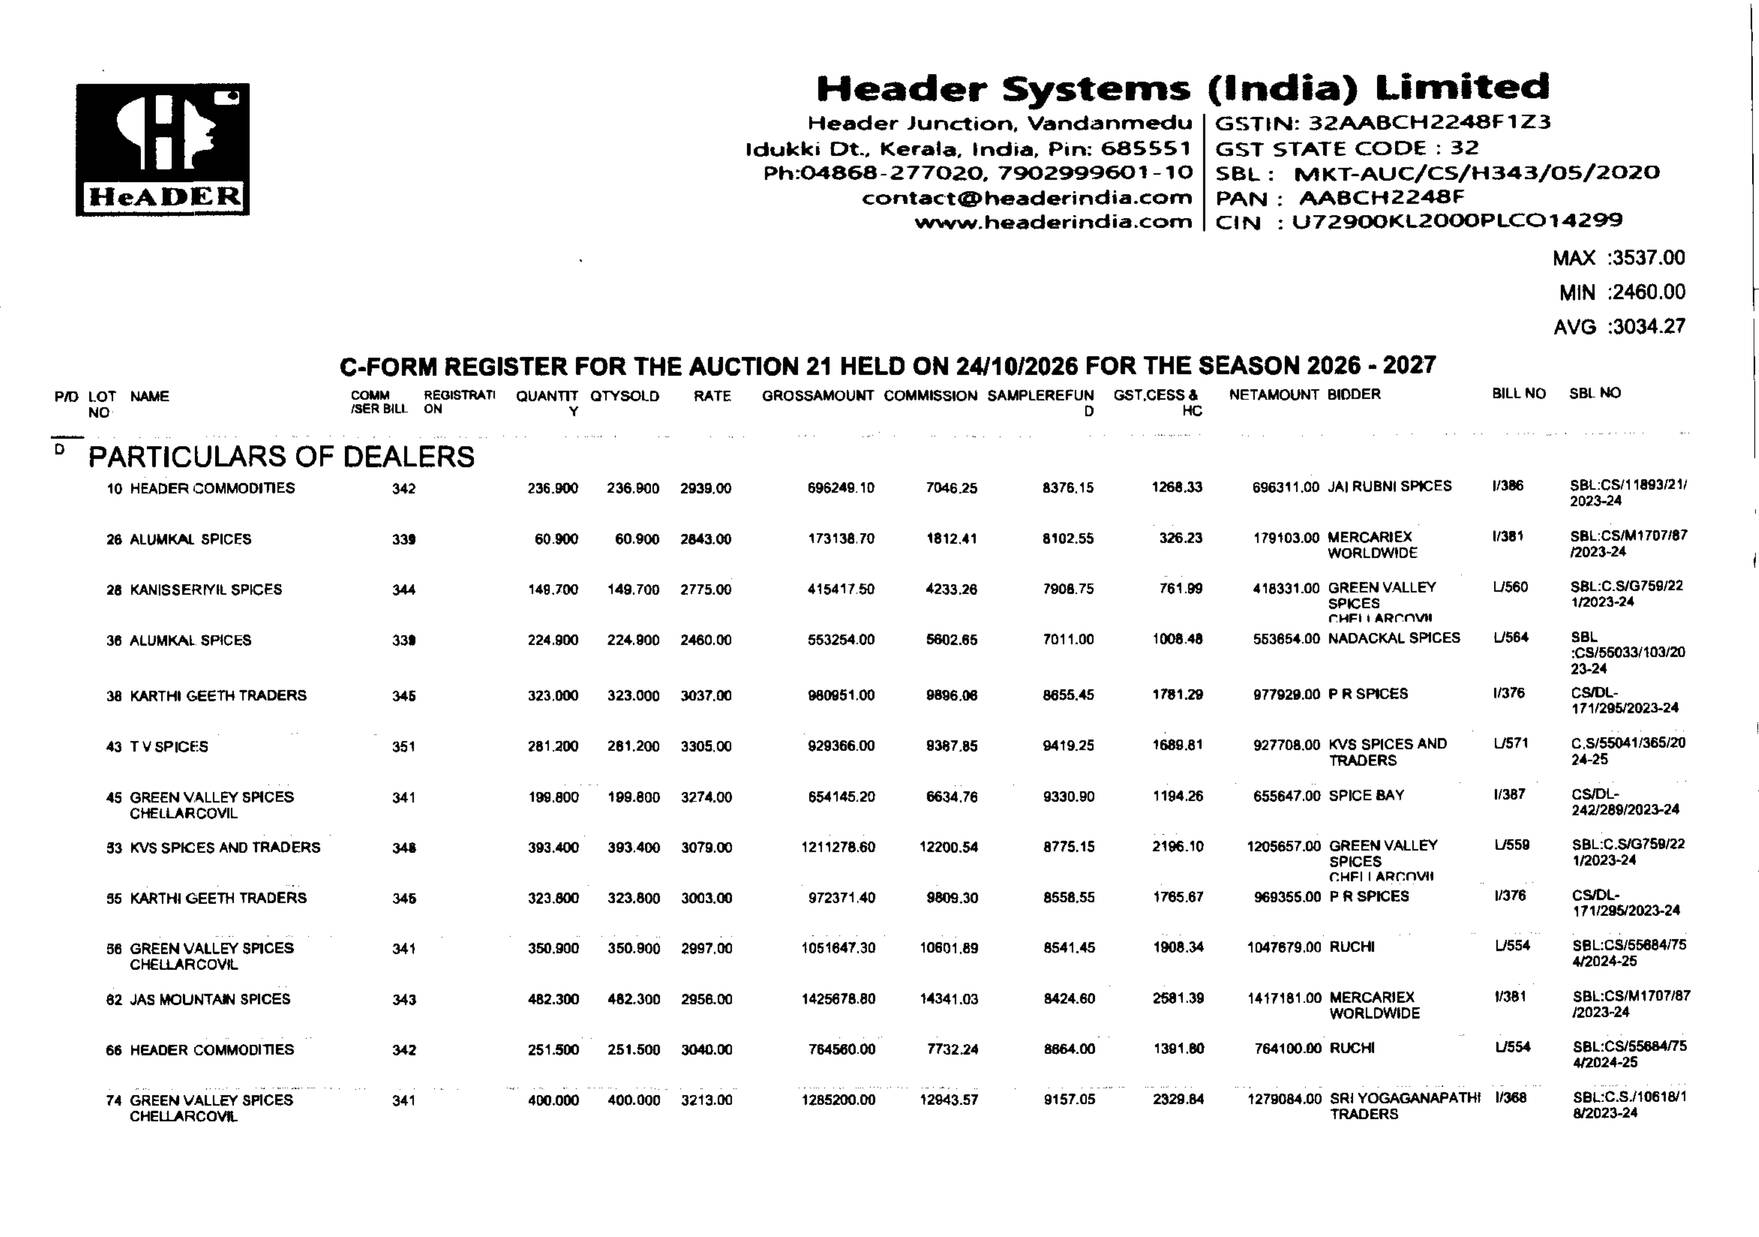 HeADER
Header Systems (India) Limited
Header Junction, Vandanmedu
Idukki Dt., Kerala, India, Pin: 685551
Ph:04868-277020, 7902999601-10
contact@headerindia.com
www.headerindia.com
GSTIN: 32AABCH2248F1Z3
GST STATE CODE : 32
SBL : MKT-AUC/CS/H343/05/2020
PAN : AABCH2248F
CIN : U72900KL2000PLCO14299
MAX :3537.00
MIN :2460.00
AVG :3034.27
C-FORM REGISTER FOR THE AUCTION 21 HELD ON 24/10/2026 FOR THE SEASON 2026 - 2027
P/D LOT NAME COMM REGISTRATI QUANTIT QTYSOLD RATE GROSSAMOUNT COMMISSION SAMPLEREFUN GST,CESS & NETAMOUNT BIDDER BILL NO SBL NO
NO /SER BILL ON Y D HC
D PARTICULARS OF DEALERS
10 HEADER COMMODITIES 342 236.900 236.900 2939.00 696249.10 7046.25 8376.15 1268.33 696311.00 JAI RUBNI SPICES I/386 SBL:CS/11893/21/
2023-24
26 ALUMKAL SPICES 339 60.900 60.900 2843.00 173138.70 1812.41 8102.55 326.23 179103.00 MERCARIEX I/381 SBL:CS/M1707/87
WORLDWIDE /2023-24
28 KANISSERIYIL SPICES 344 149.700 149.700 2775.00 415417.50 4233.26 7908.75 761.99 418331.00 GREEN VALLEY L/560 SBL:C.S/G759/22
SPICES 1/2023-24
CHELLARCOVIL
36 ALUMKAL SPICES 339 224.900 224.900 2460.00 553254.00 5602.65 7011.00 1008.48 553654.00 NADACKAL SPICES L/564 SBL
:CS/55033/103/20
23-24
38 KARTHI GEETH TRADERS 345 323.000 323.000 3037.00 980951.00 9896.06 8655.45 1781.29 977929.00 P R SPICES I/376 CS/DL-
171/295/2023-24
43 T V SPICES 351 281.200 281.200 3305.00 929366.00 9387.85 9419.25 1689.81 927708.00 KVS SPICES AND L/571 C.S/55041/365/20
TRADERS 24-25
45 GREEN VALLEY SPICES 341 199.800 199.800 3274.00 654145.20 6634.76 9330.90 1194.26 655647.00 SPICE BAY I/387 CS/DL-
CHELLARCOVIL 242/289/2023-24
53 KVS SPICES AND TRADERS 348 393.400 393.400 3079.00 1211278.60 12200.54 8775.15 2196.10 1205657.00 GREEN VALLEY L/559 SBL:C.S/G759/22
SPICES 1/2023-24
CHELLARCOVIL
55 KARTHI GEETH TRADERS 345 323.800 323.800 3003.00 972371.40 9809.30 8558.55 1765.67 969355.00 P R SPICES I/376 CS/DL-
171/295/2023-24
56 GREEN VALLEY SPICES 341 350.900 350.900 2997.00 1051647.30 10601.89 8541.45 1908.34 1047679.00 RUCHI L/554 SBL:CS/55684/75
CHELLARCOVIL 4/2024-25
62 JAS MOUNTAIN SPICES 343 482.300 482.300 2956.00 1425678.80 14341.03 8424.60 2581.39 1417181.00 MERCARIEX I/381 SBL:CS/M1707/87
WORLDWIDE /2023-24
66 HEADER COMMODITIES 342 251.500 251.500 3040.00 764560.00 7732.24 8664.00 1391.80 764100.00 RUCHI L/554 SBL:CS/55684/75
4/2024-25
74 GREEN VALLEY SPICES 341 400.000 400.000 3213.00 1285200.00 12943.57 9157.05 2329.84 1279084.00 SRI YOGAGANAPATHI I/368 SBL:C.S./10618/1
CHELLARCOVIL TRADERS 8/2023-24